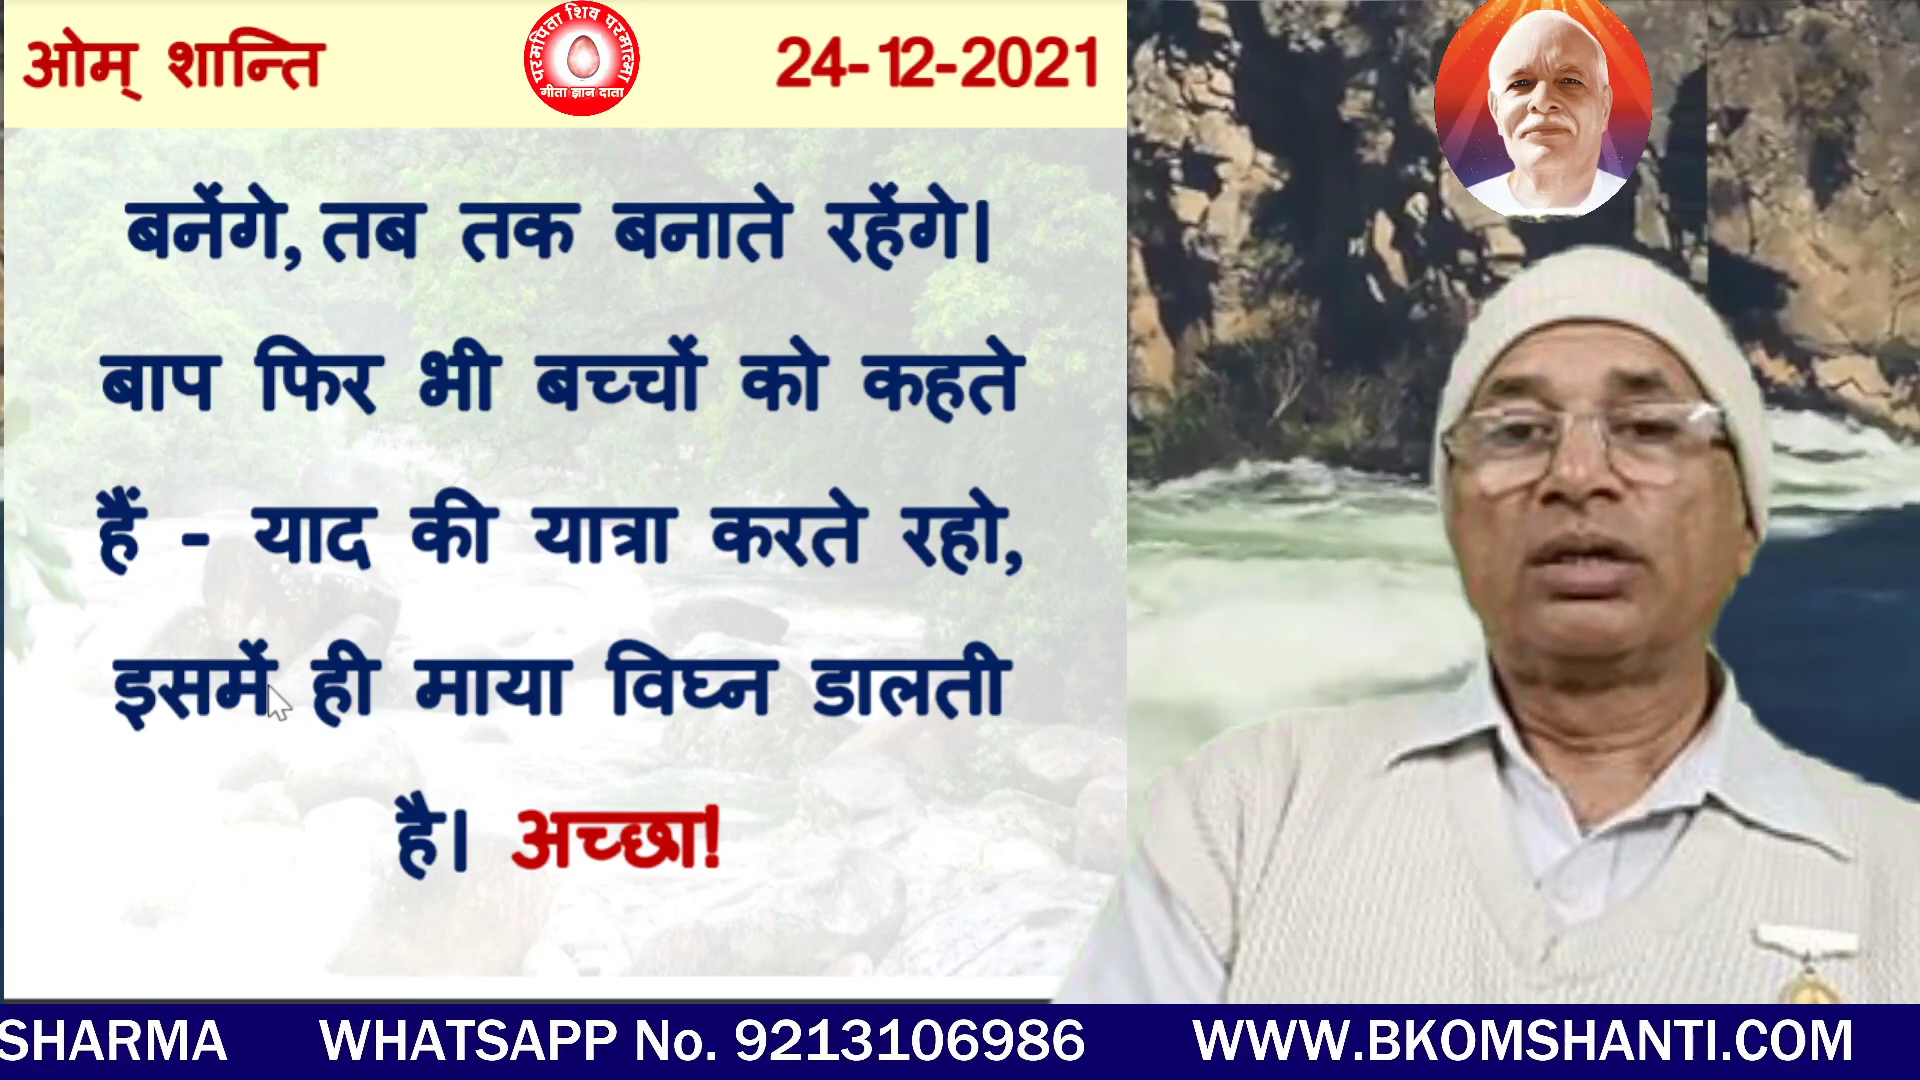 ओम् शान्ति
परमपिता शिव परमात्मा
गीता ज्ञान दाता
24-12-2021
बनेंगे, तब तक बनाते रहेंगे।
बाप फिर भी बच्चों को कहते
हैं - याद की यात्रा करते रहो,
इसमें ही माया विघ्न डालती
है। अच्छा!
SHARMA WHATSAPP No. 9213106986 WWW.BKOMSHANTI.COM